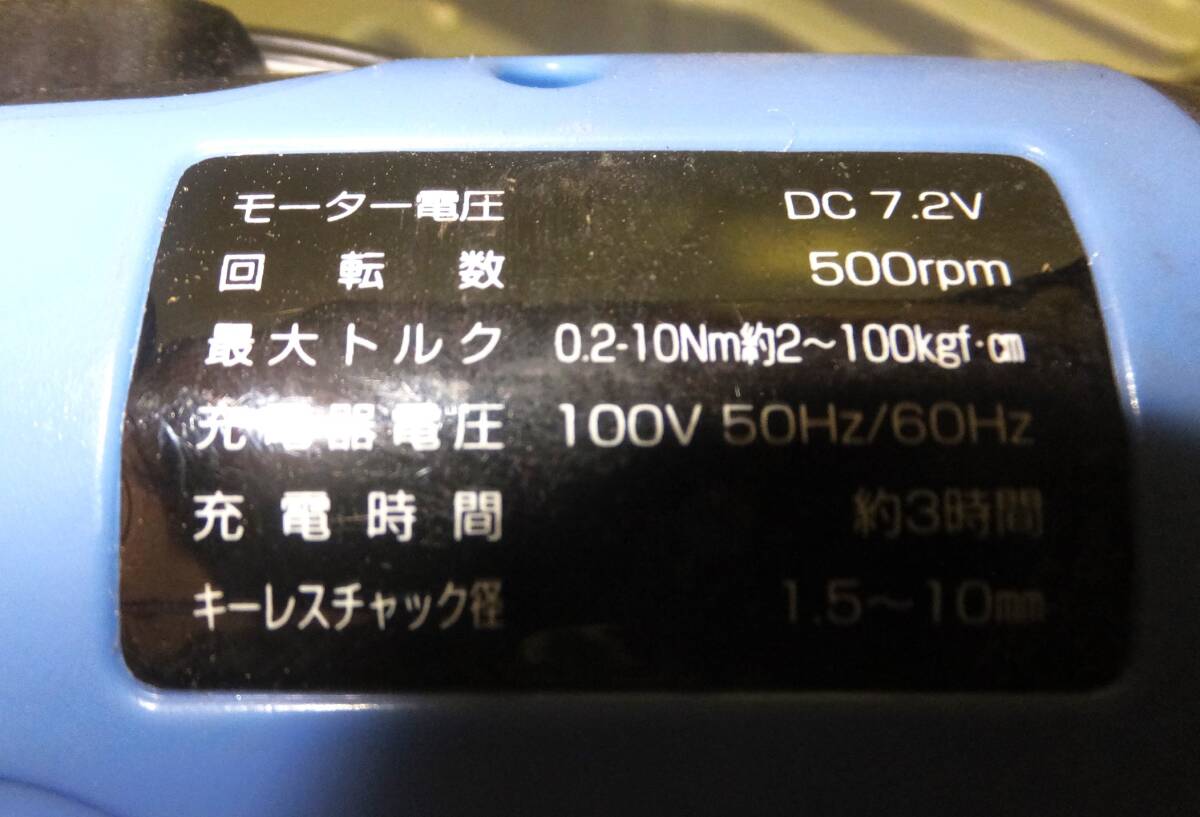 モーター電圧 DC 7.2V
回転数 500rpm
最大トルク 0.2-10Nm約2〜100kgf·cm
充電器電圧 100V 50Hz/60Hz
充電時間 約3時間
キーレスチャック径 1.5〜10mm